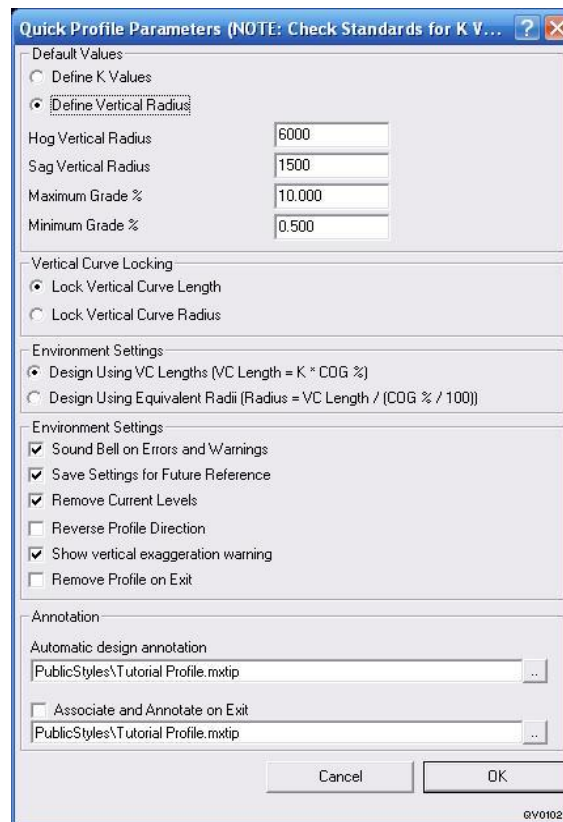 Quick Profile Parameters (NOTE: Check Standards for K V...
Default Values
Define K Values
Define Vertical Radius
Hog Vertical Radius 6000
Sag Vertical Radius 1500
Maximum Grade % 10.000
Minimum Grade % 0.500
Vertical Curve Locking
Lock Vertical Curve Length
Lock Vertical Curve Radius
Environment Settings
Design Using VC Lengths (VC Length = K * COG %)
Design Using Equivalent Radii (Radius = VC Length / (COG % / 100))
Environment Settings
Sound Bell on Errors and Warnings
Save Settings for Future Reference
Remove Current Levels
Reverse Profile Direction
Show vertical exaggeration warning
Remove Profile on Exit
Annotation
Automatic design annotation
PublicStyles\Tutorial Profile.mxtip ..
Associate and Annotate on Exit
PublicStyles\Tutorial Profile.mxtip ..
Cancel OK
QV0102